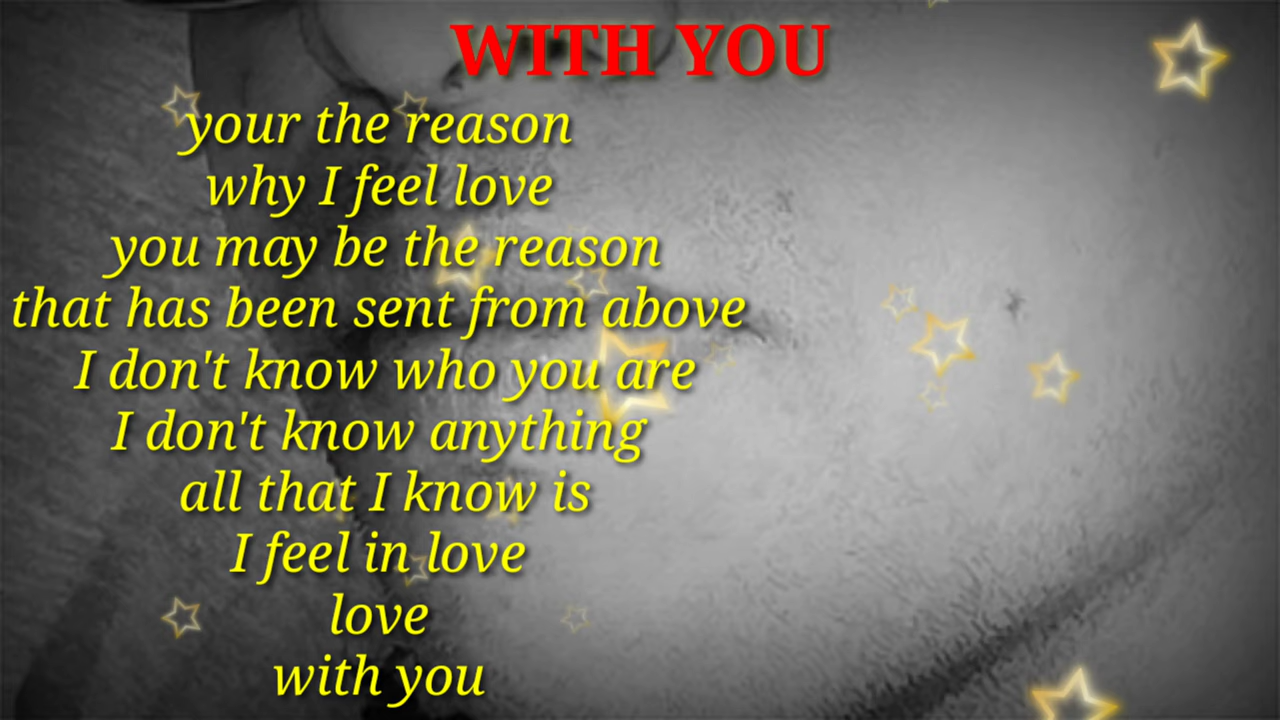 WITH YOU
your the reason
why I feel love
you may be the reason
that has been sent from above
I don't know who you are
I don't know anything
all that I know is
I feel in love
love
with you